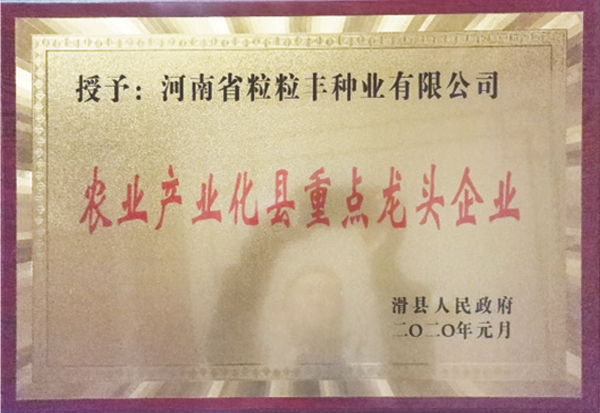 授予：河南省粒粒丰种业有限公司
农业产业化县重点龙头企业
滑县人民政府
二〇二〇年元月